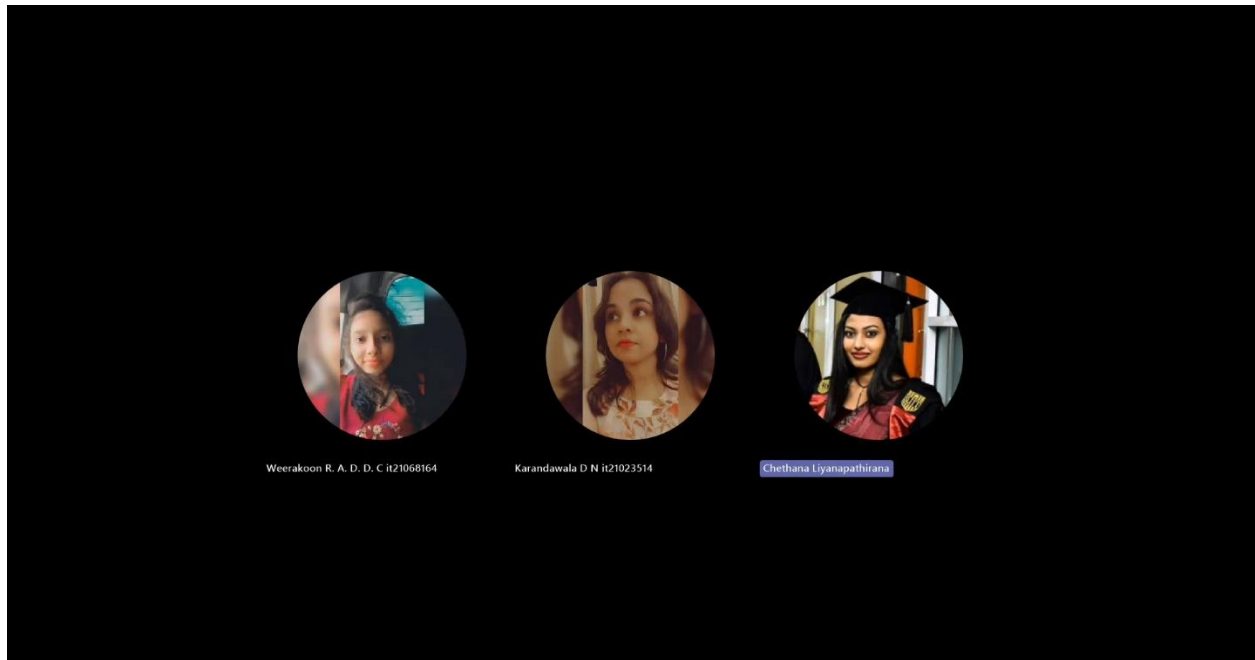 Weerakoon R. A. D. D. C it21068164
Karandawala D N it21023514
Chethana Liyanapathirana